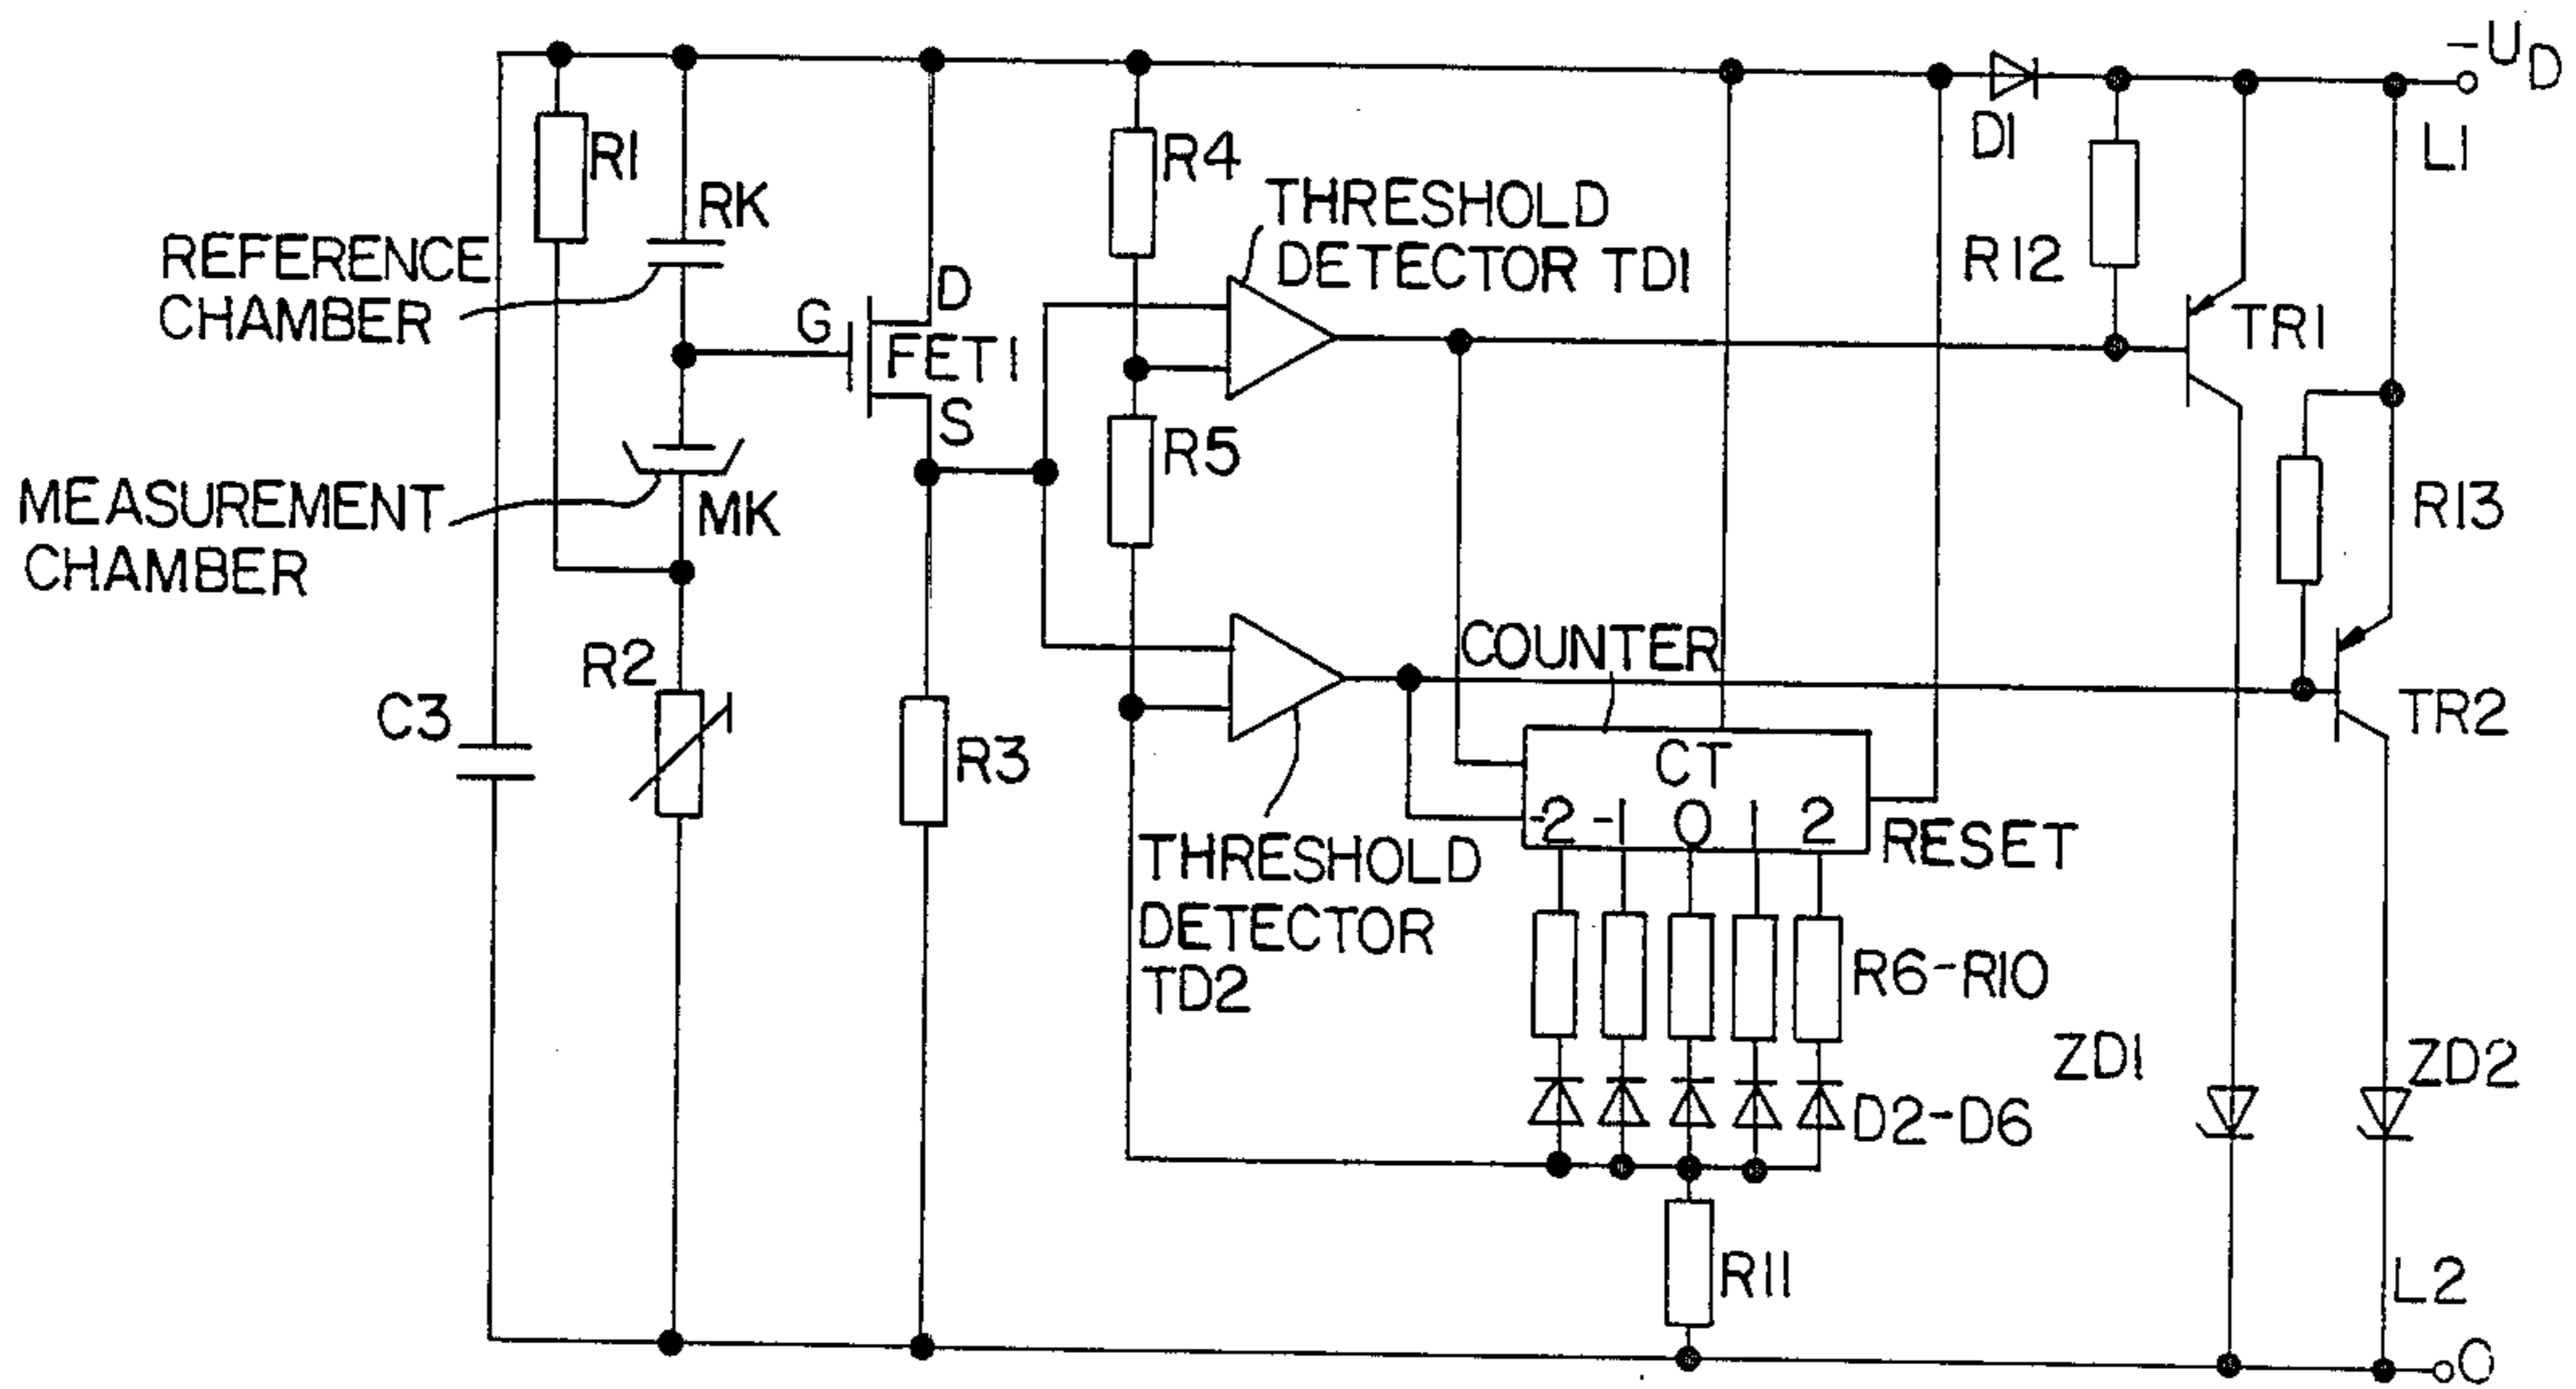 -UD
L1
D1
R1
RK
R4
THRESHOLD
DETECTOR TD1
R12
REFERENCE
CHAMBER
D
G
FET1
S
TR1
R5
MEASUREMENT
CHAMBER
MK
R13
R2
COUNTER
C3
R3
TR2
CT
-2 -1 0 1 2
RESET
THRESHOLD
DETECTOR
TD2
R6-R10
ZD1
ZD2
D2-D6
R11
L2
0